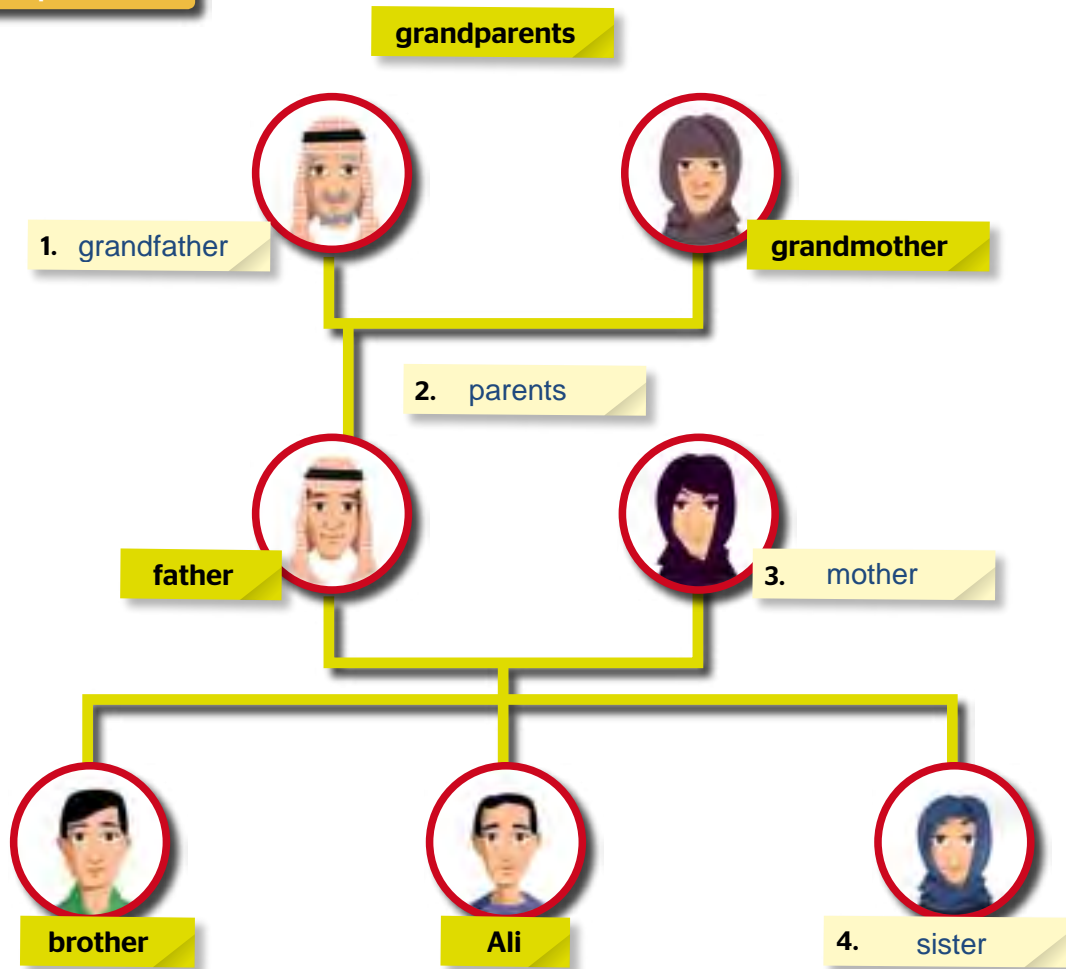 grandparents
1. grandfather
grandmother
2. parents
father
3. mother
brother
Ali
4. sister